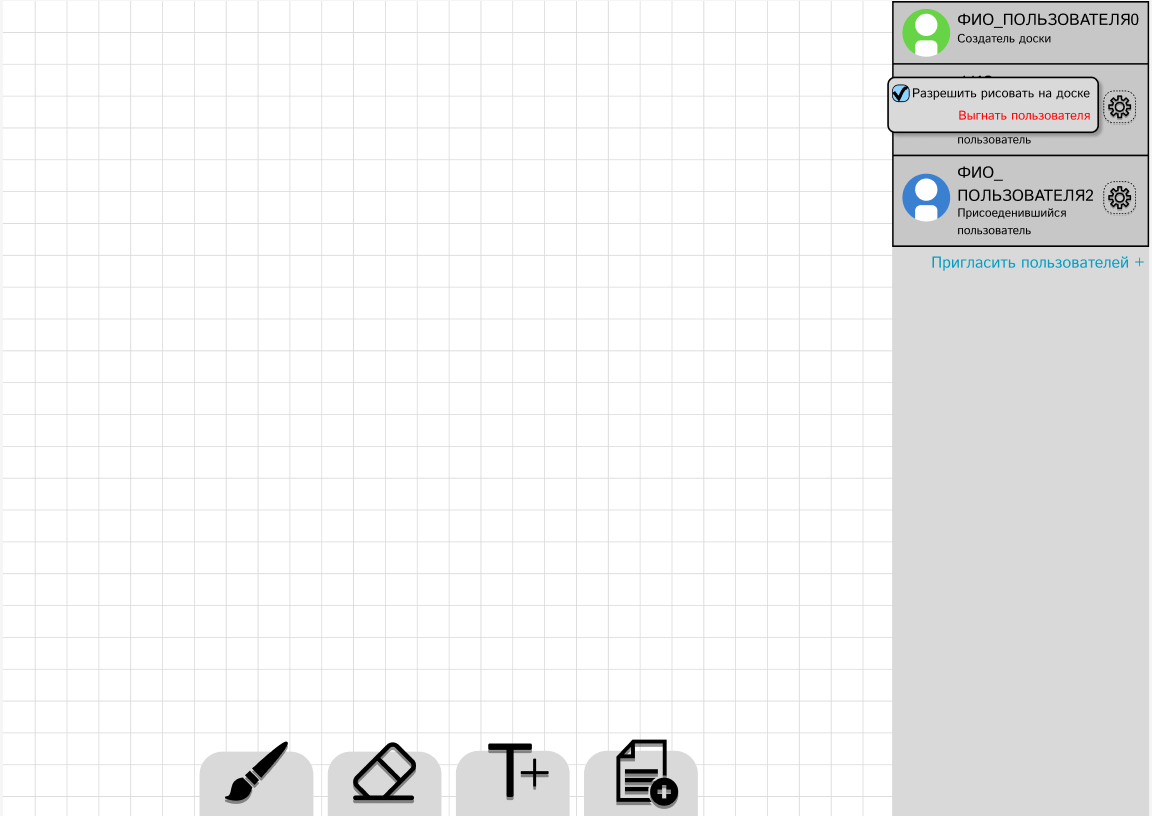 ФИО_ПОЛЬЗОВАТЕЛЯ0
Создатель доски
Разрешить рисовать на доске
Выгнать пользователя
пользователь
ФИО_
ПОЛЬЗОВАТЕЛЯ2
Присоеденившийся
пользователь
Пригласить пользователей +
T+